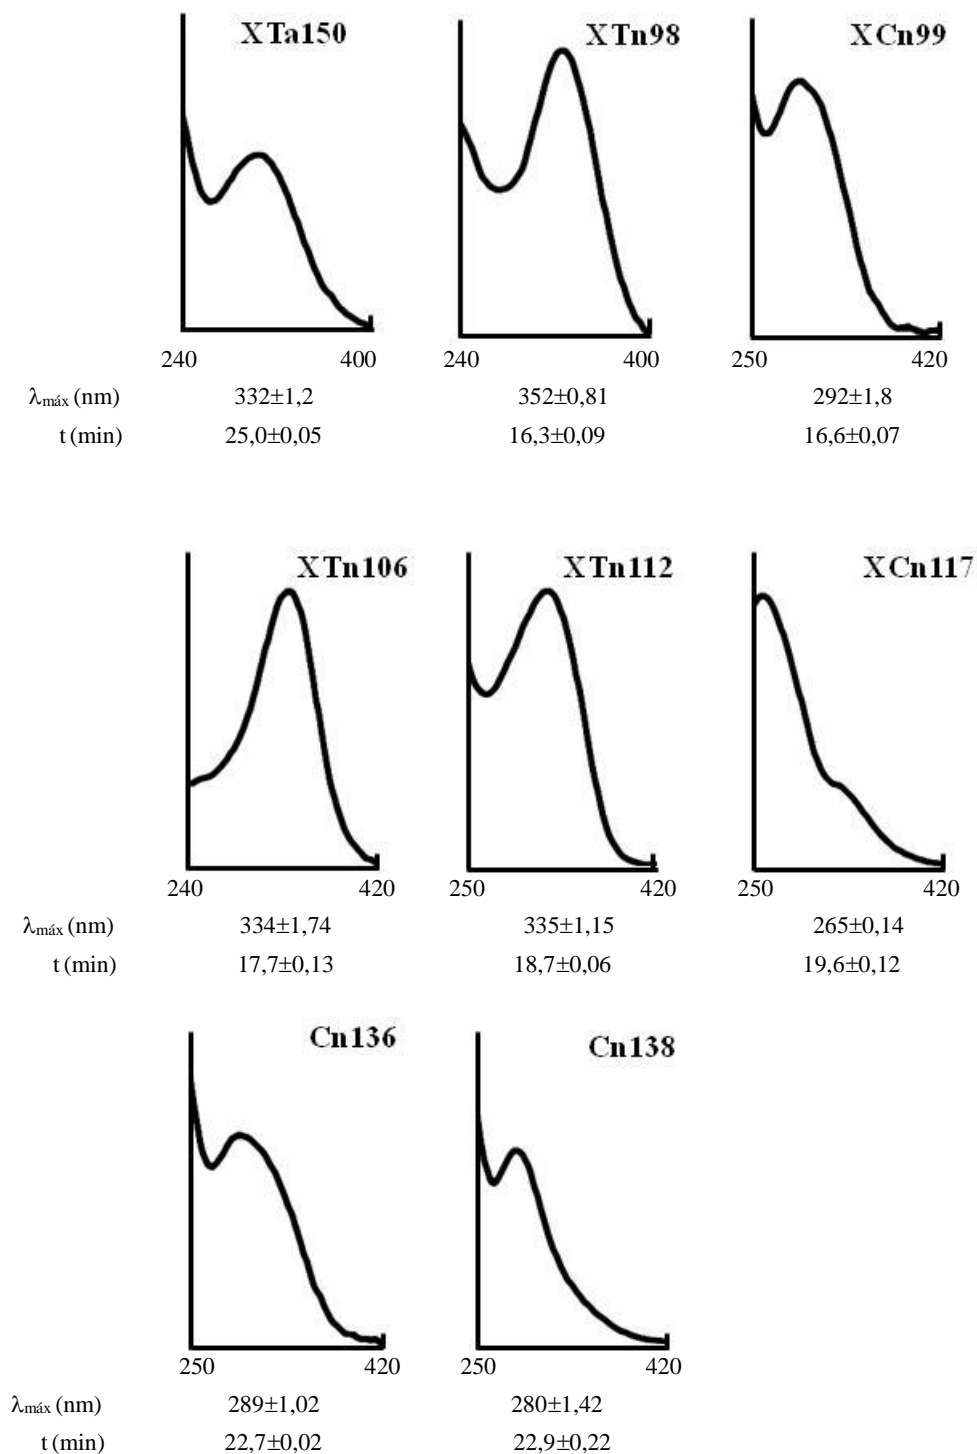 XTa150 XTn98 XCn99
240 400 240 400 250 420
λmáx (nm) 332±1,2 352±0,81 292±1,8
t (min) 25,0±0,05 16,3±0,09 16,6±0,07
XTn106 XTn112 XCn117
240 420 250 420 250 420
λmáx (nm) 334±1,74 335±1,15 265±0,14
t (min) 17,7±0,13 18,7±0,06 19,6±0,12
Cn136 Cn138
250 420 250 420
λmáx (nm) 289±1,02 280±1,42
t (min) 22,7±0,02 22,9±0,22